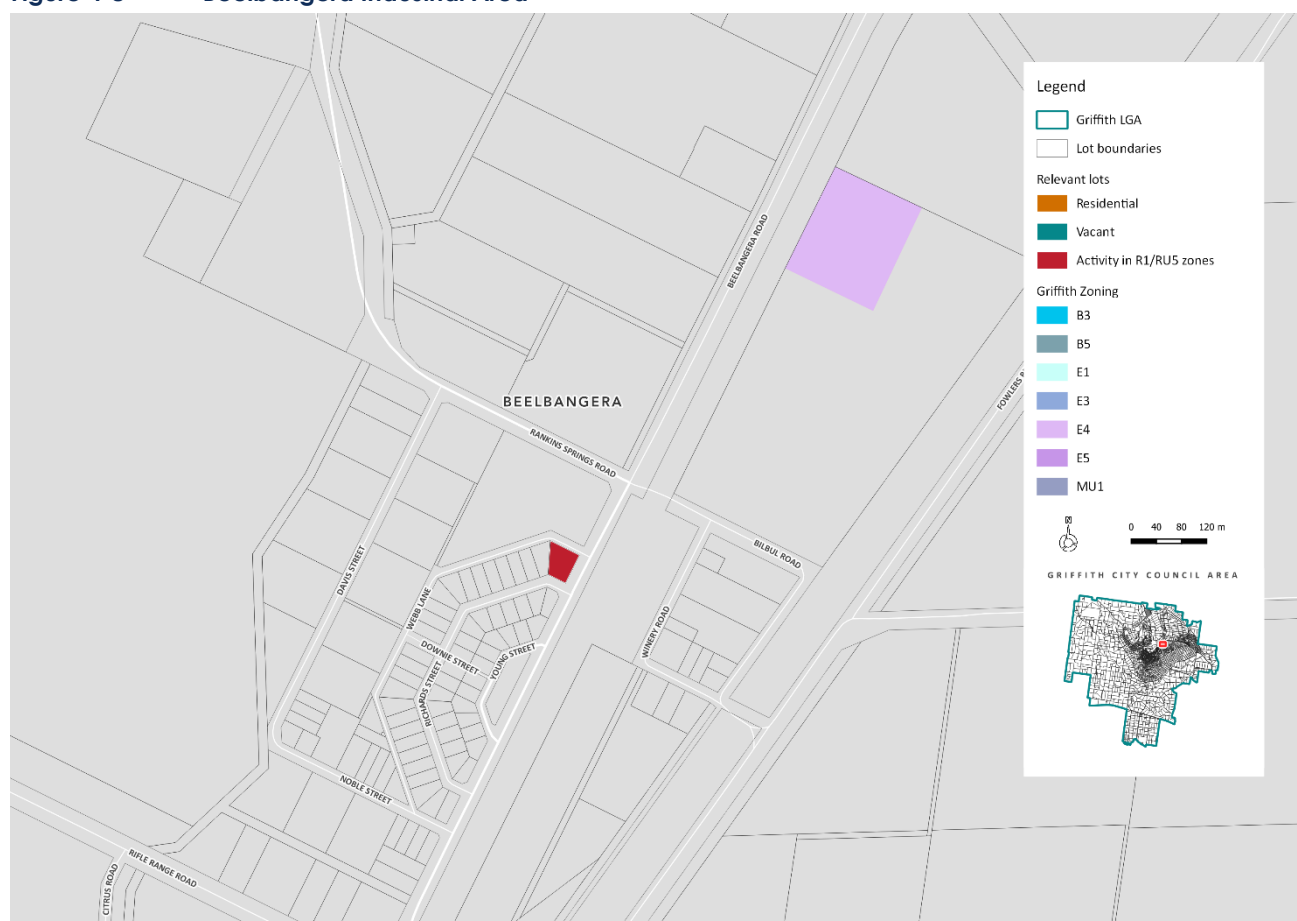 Beelbangera Industrial Area
BEELBANGERA
BEELBANGERA ROAD
RANKINS SPRINGS ROAD
BILBUL ROAD
WINERY ROAD
DAVIS STREET
WEBB LANE
DOWNIE STREET
YOUNG STREET
RICHARDS STREET
NOBLE STREET
RIFLE RANGE ROAD
CITRUS ROAD
FOWLERS
Legend
Griffith LGA
Lot boundaries
Relevant lots
Residential
Vacant
Activity in R1/RU5 zones
Griffith Zoning
B3
B5
E1
E3
E4
E5
MU1
N
0 40 80 120 m
GRIFFITH CITY COUNCIL AREA